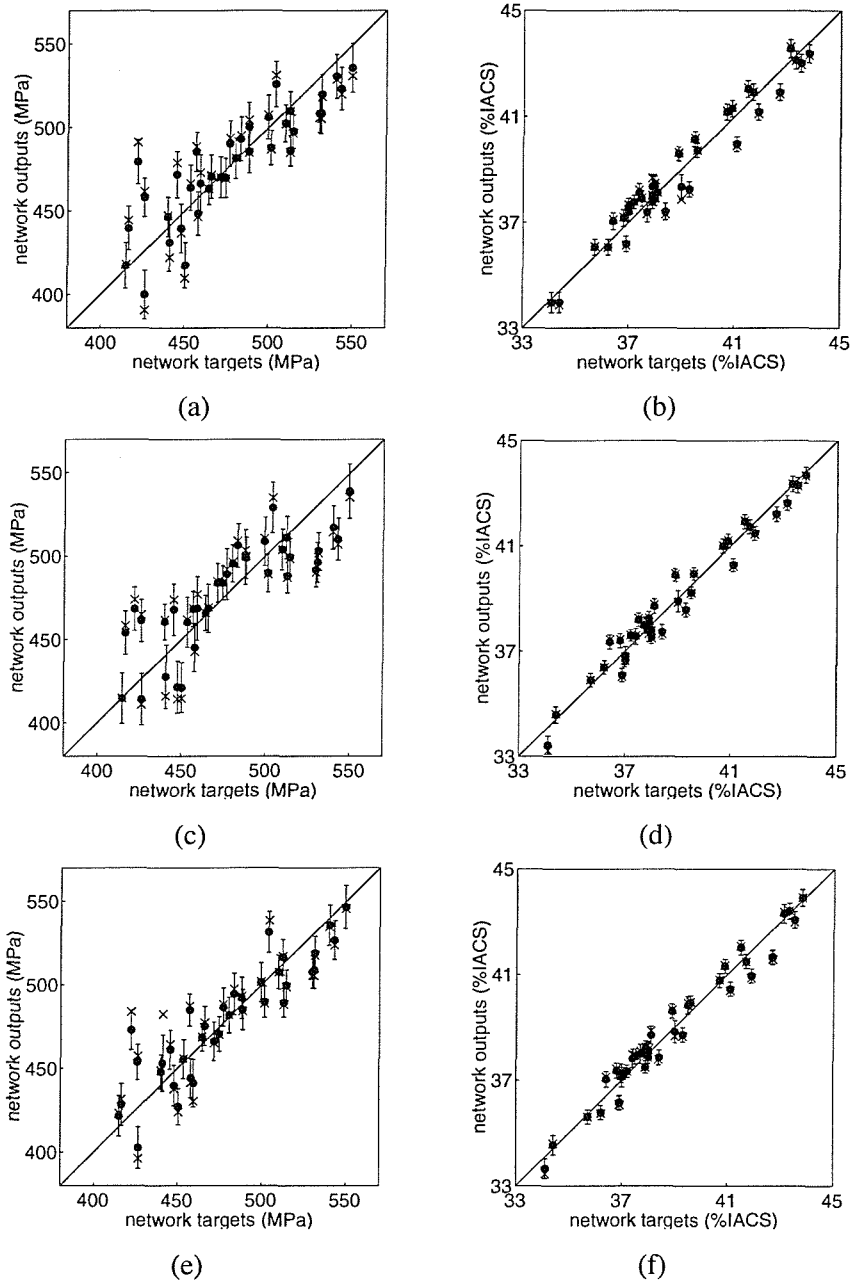 550
500
450
400
network outputs (MPa)
400 450 500 550
network targets (MPa)
(a)
45
41
37
33
network outputs (%IACS)
33 37 41 45
network targets (%IACS)
(b)
550
500
450
400
network outputs (MPa)
400 450 500 550
network targets (MPa)
(c)
45
41
37
33
network outputs (%IACS)
33 37 41 45
network targets (%IACS)
(d)
550
500
450
400
network outputs (MPa)
400 450 500 550
network targets (MPa)
(e)
45
41
37
33
network outputs (%IACS)
33 37 41 45
network targets (%IACS)
(f)